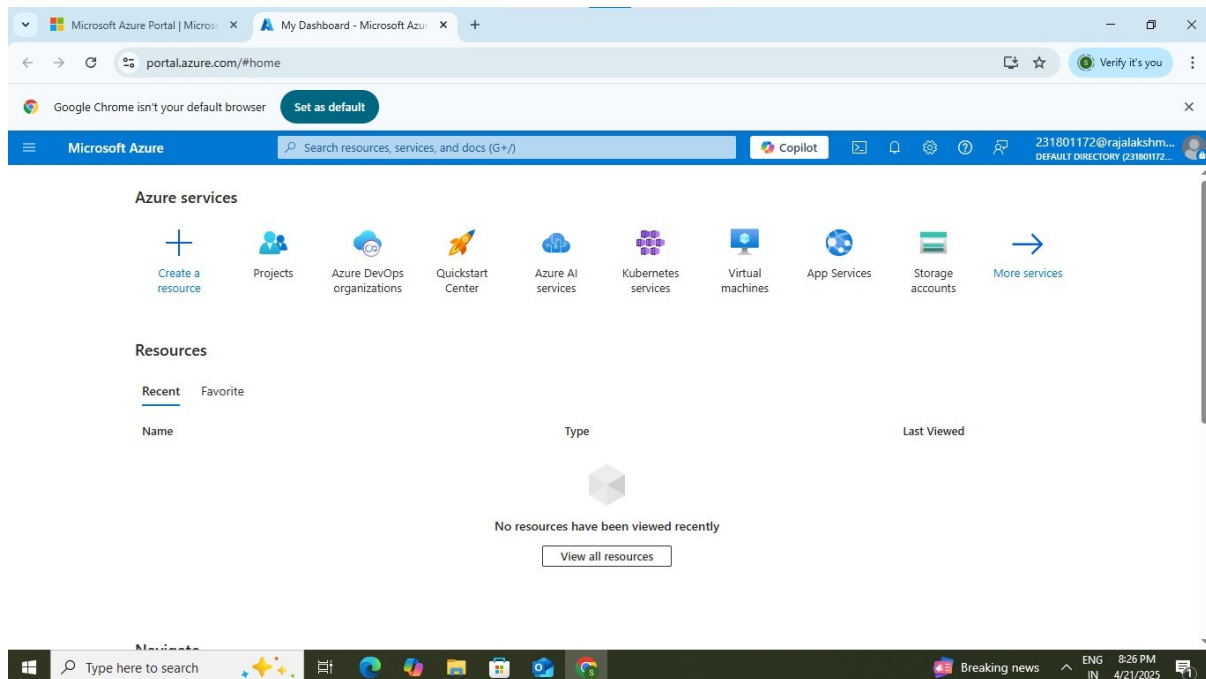 Microsoft Azure Portal | Micros
My Dashboard - Microsoft Azu
portal.azure.com/#home
Verify it's you
Google Chrome isn't your default browser
Set as default
Microsoft Azure
Search resources, services, and docs (G+/)
Copilot
231801172@rajalakshm...
DEFAULT DIRECTORY (231801172...
Azure services
Create a
resource
Projects
Azure DevOps
organizations
Quickstart
Center
Azure AI
services
Kubernetes
services
Virtual
machines
App Services
Storage
accounts
More services
Resources
Recent Favorite
Name Type Last Viewed
No resources have been viewed recently
View all resources
Navigate
Type here to search
Breaking news
ENG
IN
8:26 PM
4/21/2025